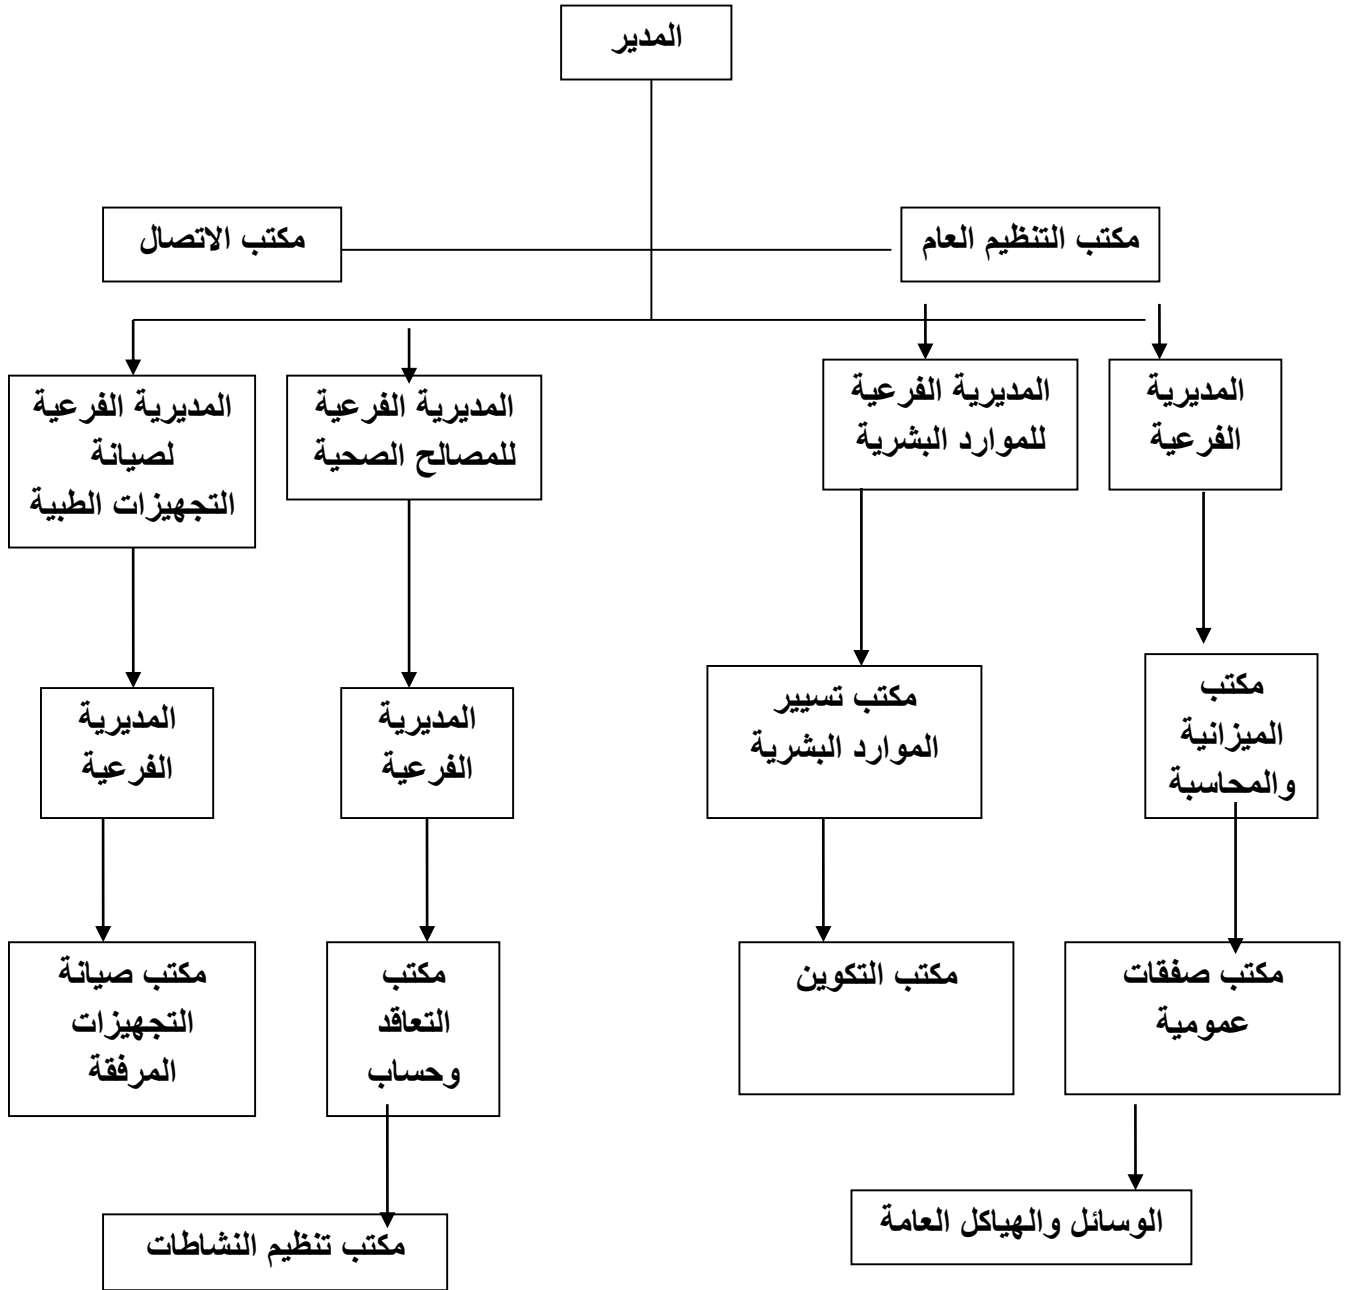 المدير
مكتب التنظيم العام
مكتب الاتصال
المديرية
الفرعية
المديرية الفرعية
للموارد البشرية
المديرية الفرعية
للمصالح الصحية
المديرية الفرعية
لصيانة
التجهيزات الطبية
مكتب
الميزانية
والمحاسبة
مكتب تسيير
الموارد البشرية
المديرية
الفرعية
المديرية
الفرعية
مكتب صفقات
عمومية
مكتب التكوين
مكتب
التعاقد
وحساب
مكتب صيانة
التجهيزات
المرفقة
الوسائل والهياكل العامة
مكتب تنظيم النشاطات